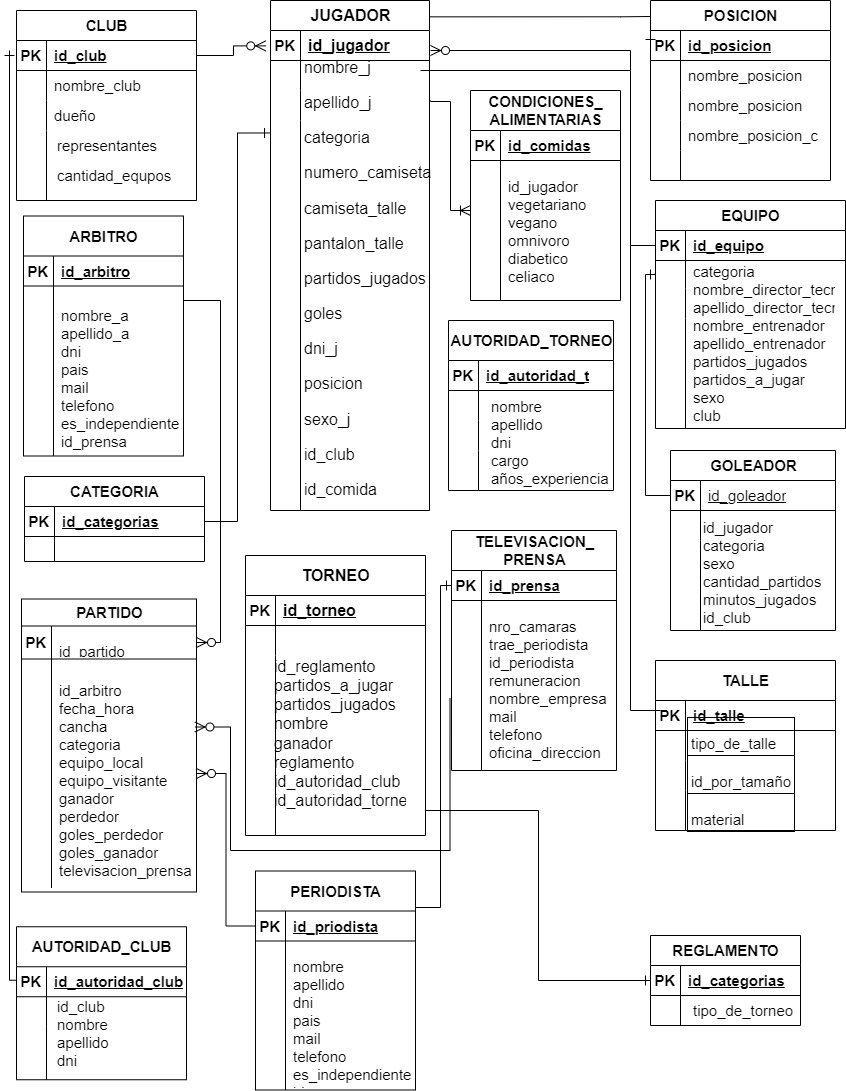 CLUB
PK id_club
nombre_club
dueño
representantes
cantidad_equpos
JUGADOR
PK id_jugador
nombre_j
apellido_j
categoria
numero_camiseta
camiseta_talle
pantalon_talle
partidos_jugados
goles
dni_j
posicion
sexo_j
id_club
id_comida
POSICION
PK id_posicion
nombre_posicion
nombre_posicion
nombre_posicion_c
CONDICIONES_
ALIMENTARIAS
PK id_comidas
id_jugador
vegetariano
vegano
omnivoro
diabetico
celiaco
ARBITRO
PK id_arbitro
nombre_a
apellido_a
dni
pais
mail
telefono
es_independiente
id_prensa
EQUIPO
PK id_equipo
categoria
nombre_director_tecr
apellido_director_tecr
nombre_entrenador
apellido_entrenador
partidos_jugados
partidos_a_jugar
sexo
club
AUTORIDAD_TORNEO
PK id_autoridad_t
nombre
apellido
dni
cargo
años_experiencia
GOLEADOR
PK id_goleador
id_jugador
categoria
sexo
cantidad_partidos
minutos_jugados
id_club
CATEGORIA
PK id_categorias
TELEVISACION_
PRENSA
PK id_prensa
nro_camaras
trae_periodista
id_periodista
remuneracion
nombre_empresa
mail
telefono
oficina_direccion
TORNEO
PK id_torneo
id_reglamento
partidos_a_jugar
partidos_jugados
nombre
ganador
reglamento
id_autoridad_club
id_autoridad_torne
PARTIDO
PK id_partido
id_arbitro
fecha_hora
cancha
categoria
equipo_local
equipo_visitante
ganador
perdedor
goles_perdedor
goles_ganador
televisacion_prensa
TALLE
PK id_talle
tipo_de_talle
id_por_tamaño
material
PERIODISTA
PK id_priodista
nombre
apellido
dni
pais
mail
telefono
es_independiente
AUTORIDAD_CLUB
PK id_autoridad_club
id_club
nombre
apellido
dni
REGLAMENTO
PK id_categorias
tipo_de_torneo